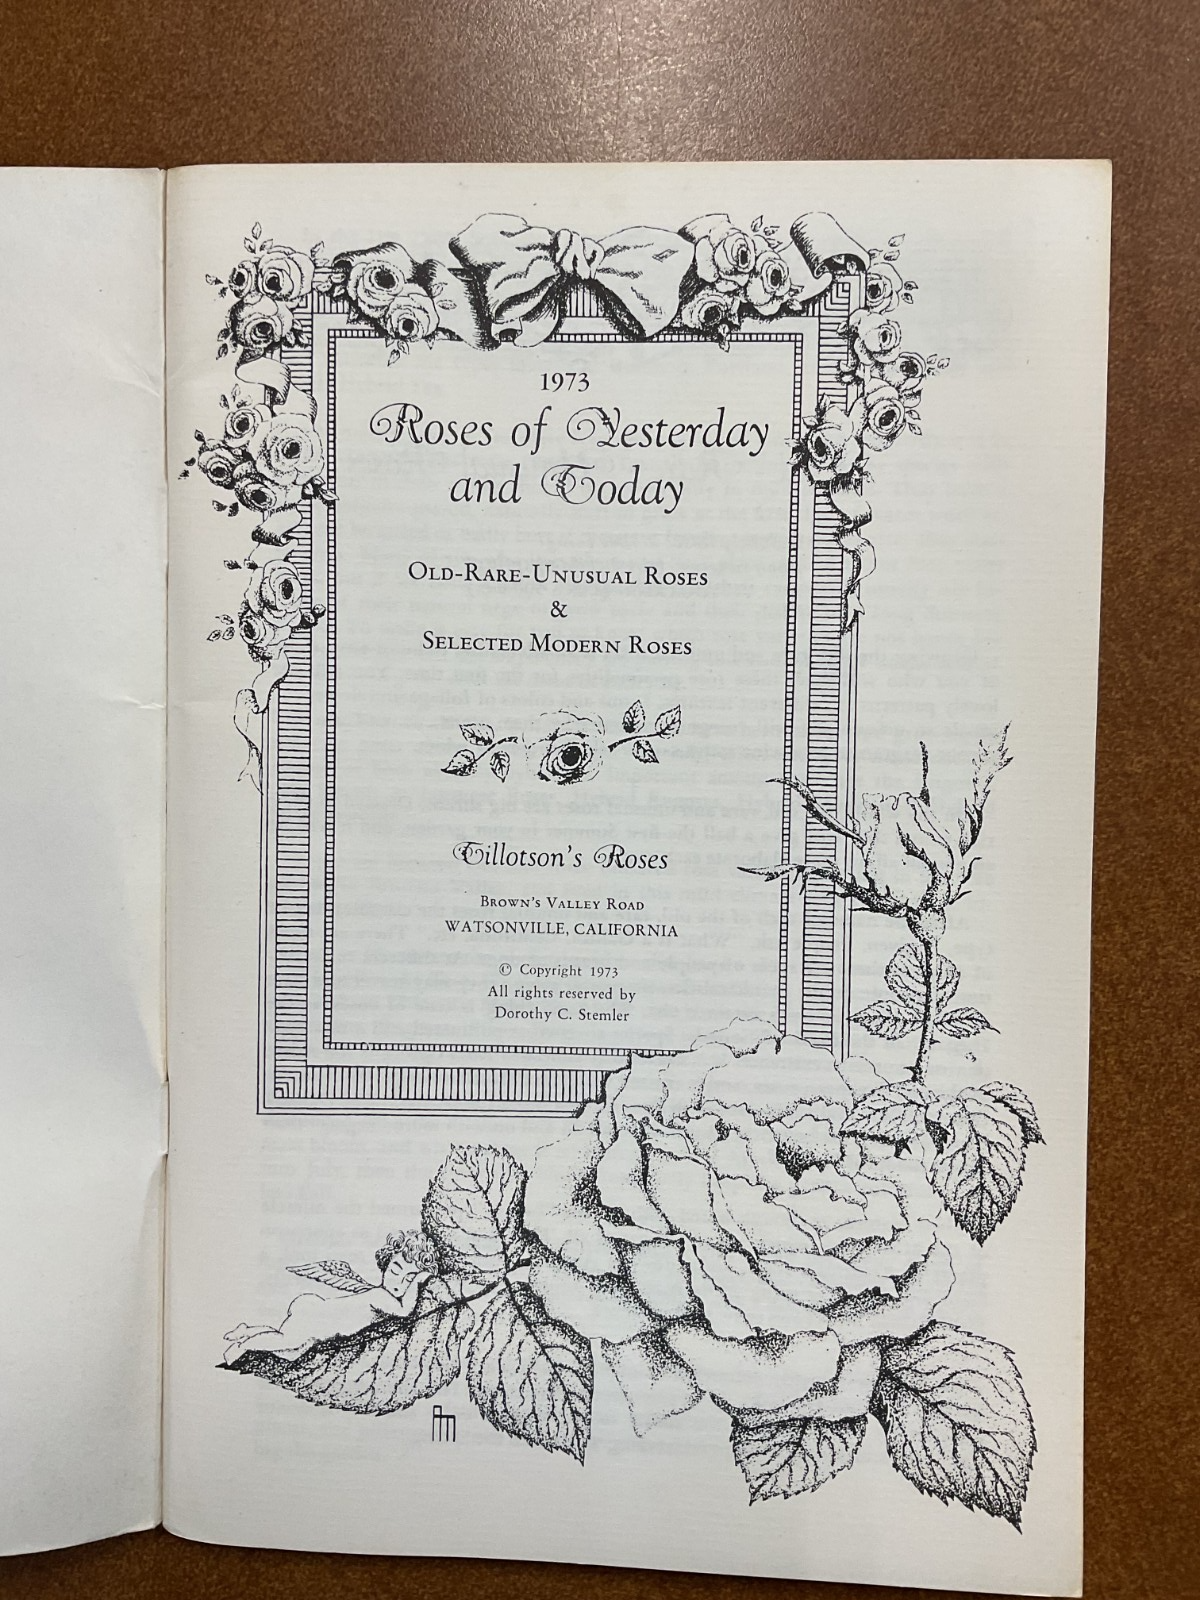 1973
Roses of Yesterday
and Today
OLD-RARE-UNUSUAL ROSES
&
SELECTED MODERN ROSES
Tillotson's Roses
BROWN'S VALLEY ROAD
WATSONVILLE, CALIFORNIA
© Copyright 1973
All rights reserved by
Dorothy C. Stemler